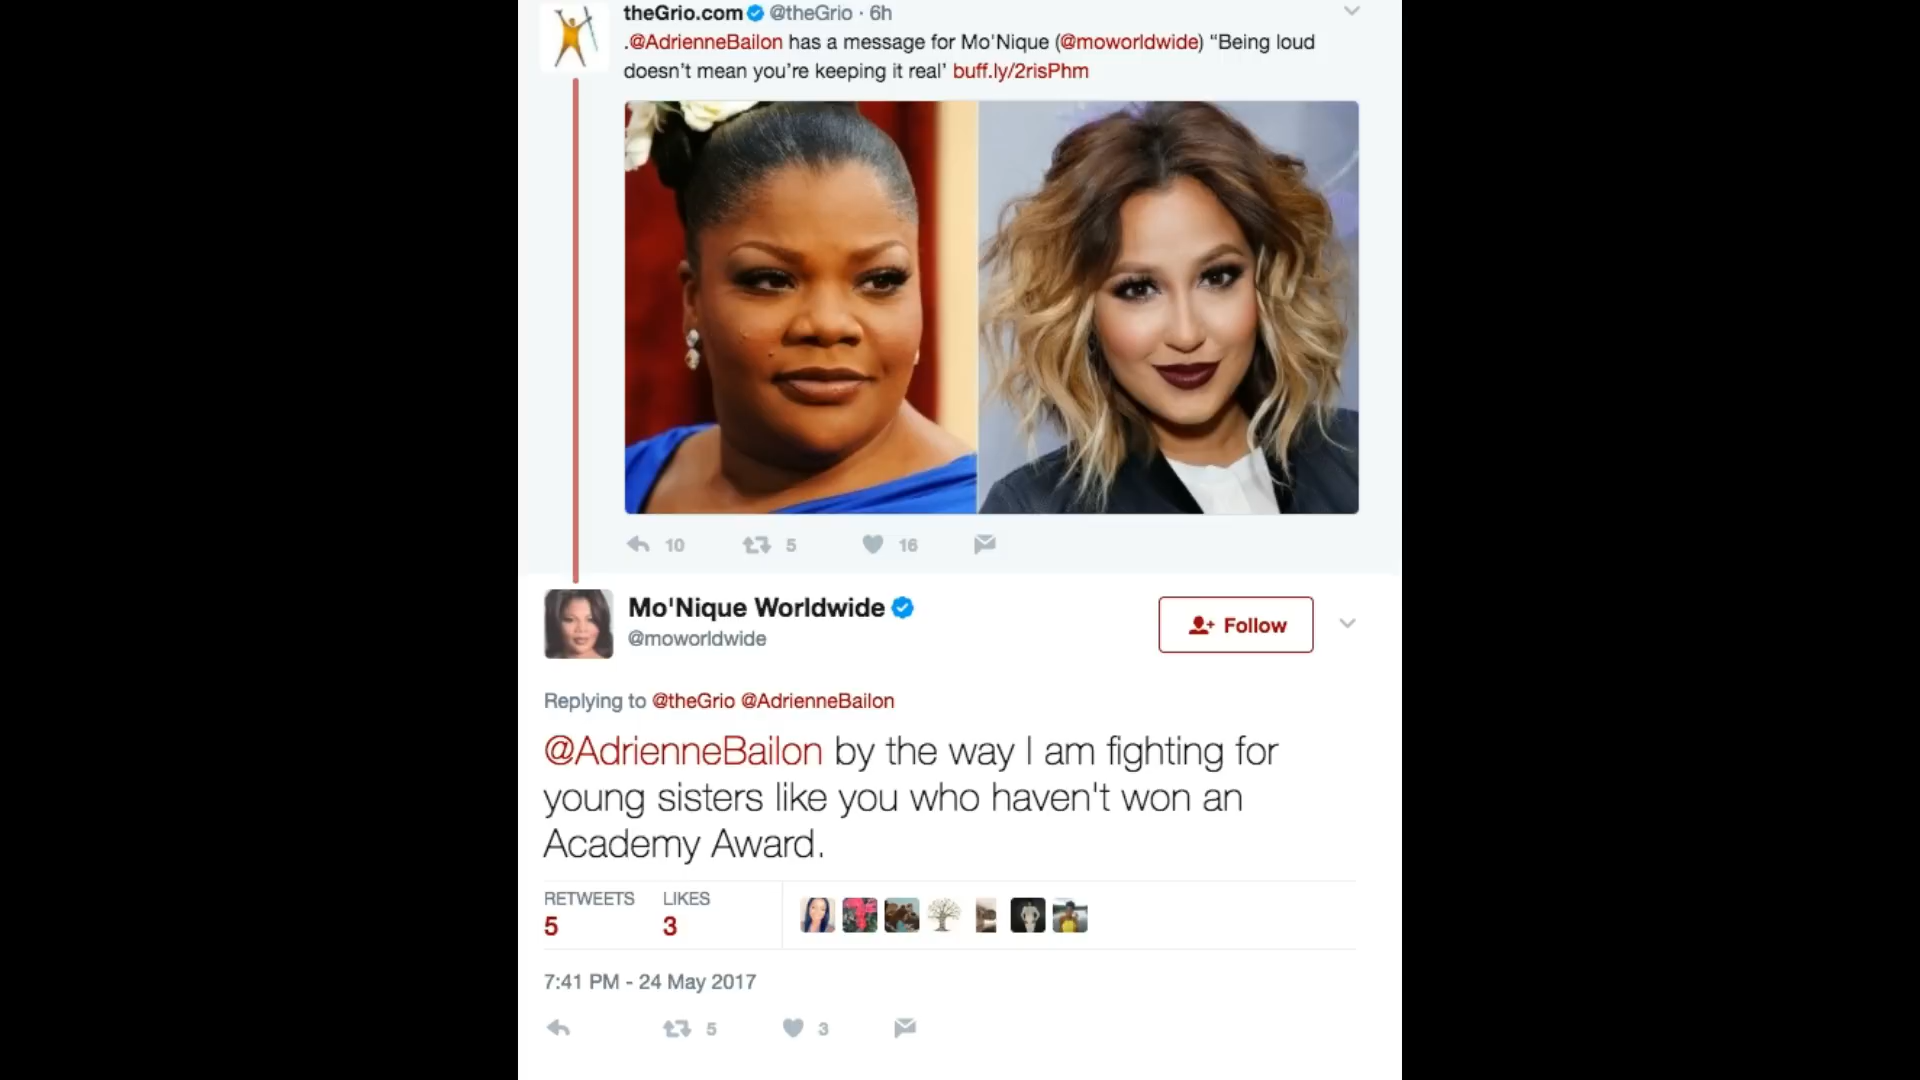 theGrio.com @theGrio · 6h
.@AdrienneBailon has a message for Mo'Nique (@moworldwide) “Being loud
doesn’t mean you’re keeping it real’ buff.ly/2risPhm
10 5 16
Mo'Nique Worldwide
@moworldwide
Follow
Replying to @theGrio @AdrienneBailon
@AdrienneBailon by the way I am fighting for
young sisters like you who haven't won an
Academy Award.
RETWEETS LIKES
5 3
7:41 PM - 24 May 2017
5 3